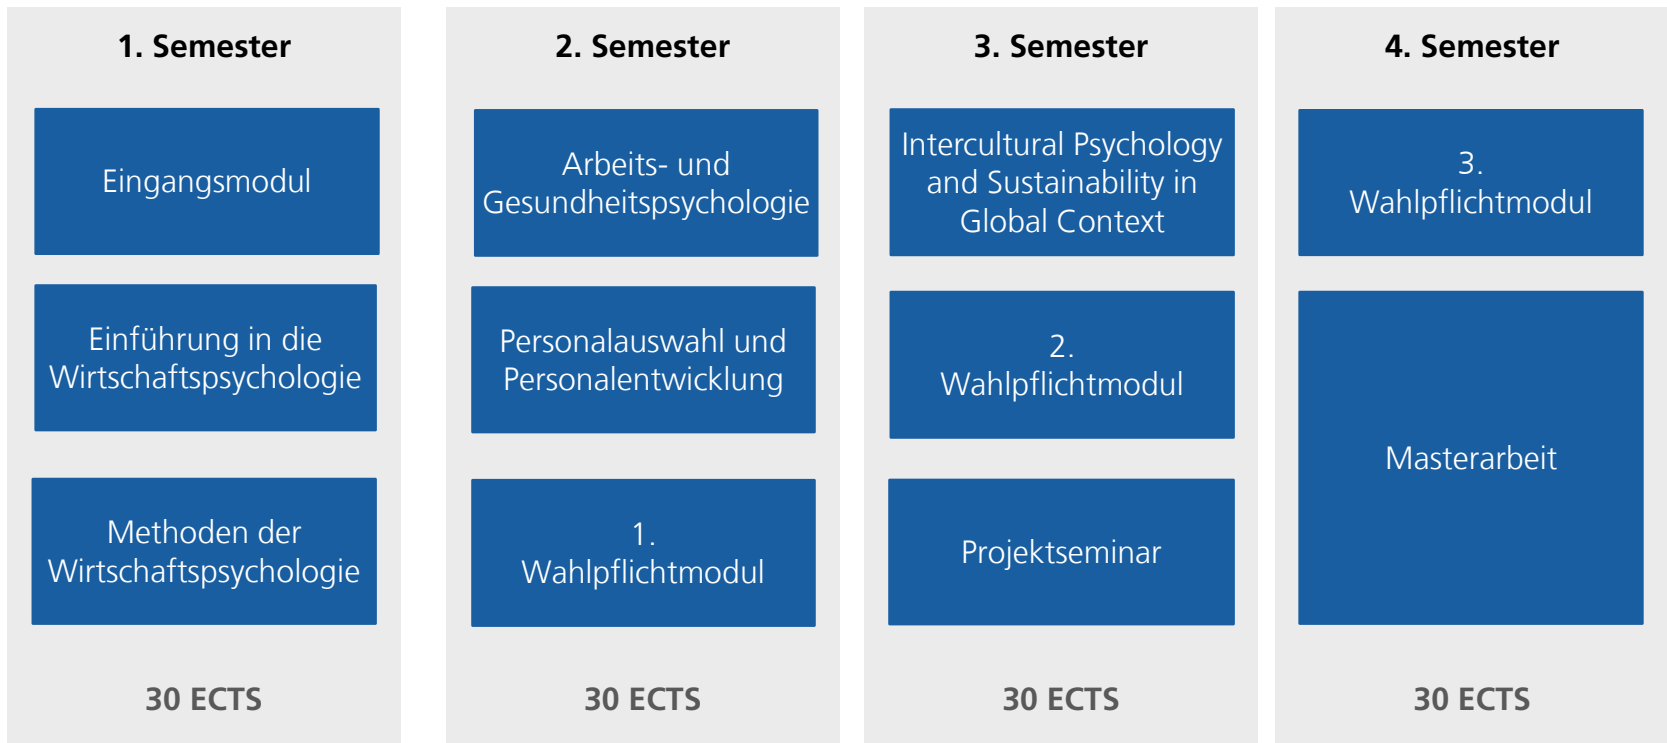 1. Semester
Eingangsmodul
Einführung in die
Wirtschaftspsychologie
Methoden der
Wirtschaftspsychologie
30 ECTS
2. Semester
Arbeits- und
Gesundheitspsychologie
Personalauswahl und
Personalentwicklung
1.
Wahlpflichtmodul
30 ECTS
3. Semester
Intercultural Psychology
and Sustainability in
Global Context
2.
Wahlpflichtmodul
Projektseminar
30 ECTS
4. Semester
3.
Wahlpflichtmodul
Masterarbeit
30 ECTS